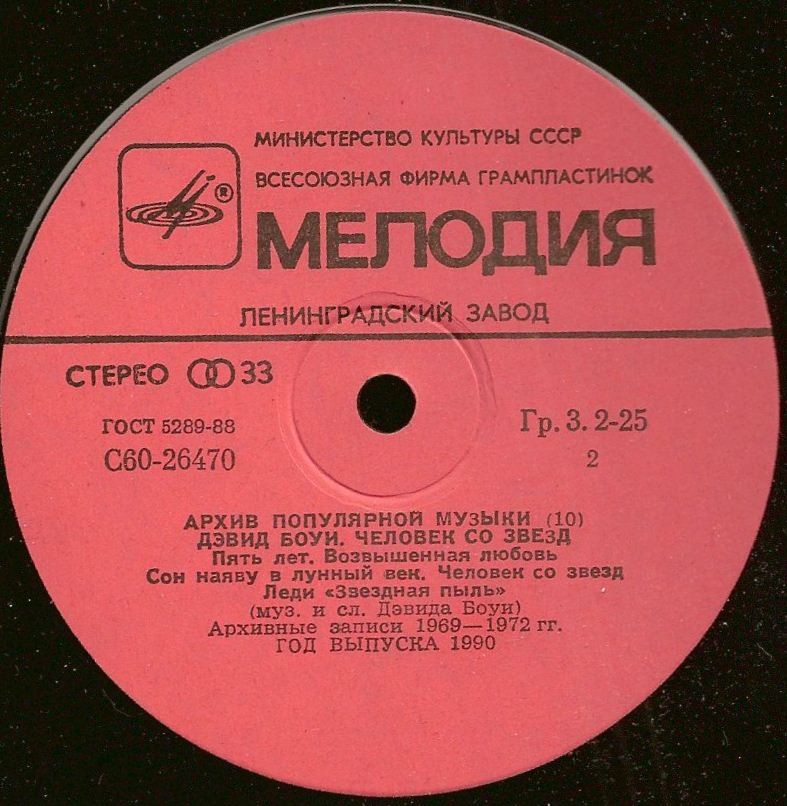 МИНИСТЕРСТВО КУЛЬТУРЫ СССР
ВСЕСОЮЗНАЯ ФИРМА ГРАМПЛАСТИНОК
®
МЕЛОДИЯ
ЛЕНИНГРАДСКИЙ ЗАВОД
СТЕРЕО 33
ГОСТ 5289-88
Гр. 3. 2-25
С60-26470
2
АРХИВ ПОПУЛЯРНОЙ МУЗЫКИ (10)
ДЭВИД БОУИ. ЧЕЛОВЕК СО ЗВЕЗД
Пять лет. Возвышенная любовь
Сон наяву в лунный век. Человек со звезд
Леди «Звездная пыль»
(муз. и сл. Дэвида Боуи)
Архивные записи 1969—1972 гг.
ГОД ВЫПУСКА 1990